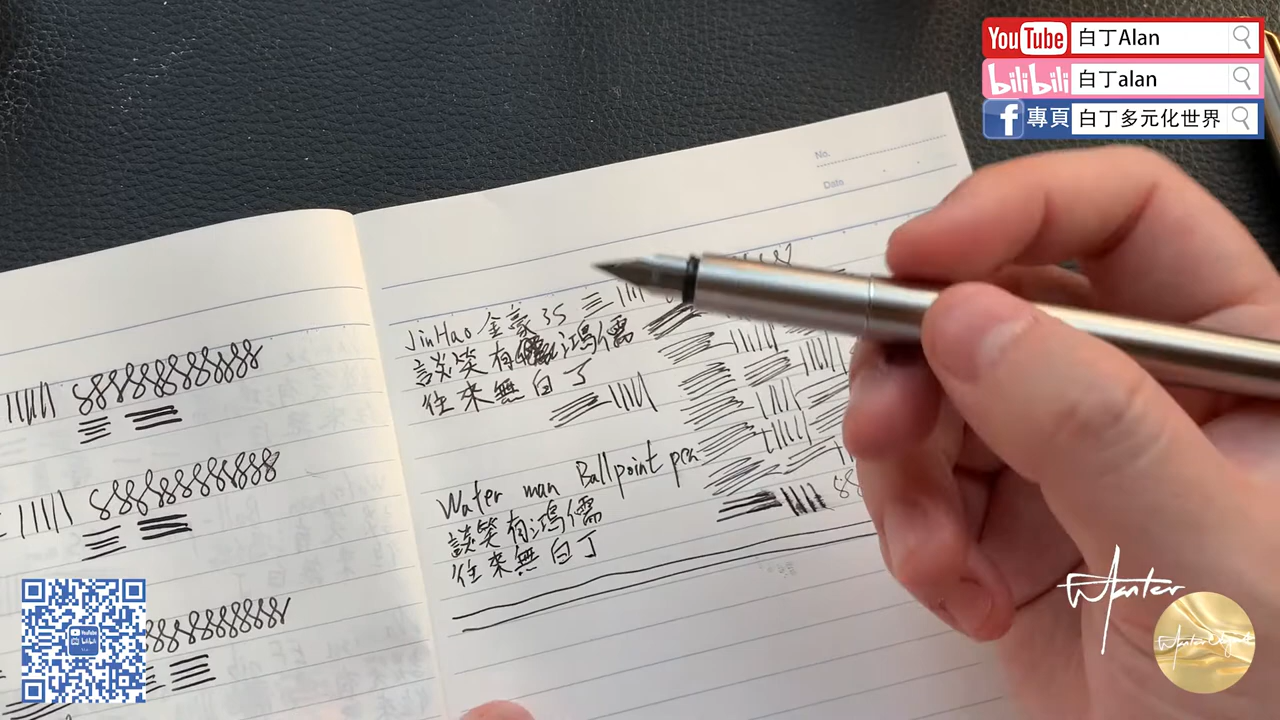 YouTube 白丁Alan
bilibili 白丁alan
f 專頁 白丁多元化世界
No.
Date
JinHao 金豪 35
談笑有鴻儒
往來無白丁
Water man Ballpoint pen
談笑有鴻儒
往來無白丁
Wanter